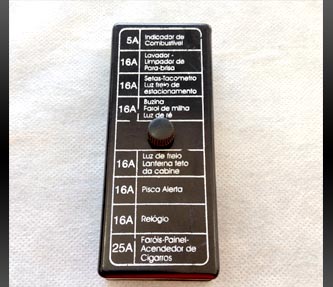 5A Indicador de
Combustível
16A Lavador -
Limpador de
Para-brisa
16A Setas-Tacometro
Luz freio de
estacionamento
16A Buzina
Farol de milha
Luz de ré
16A Luz de freio
Lanterna teto
da cabine
16A Pisca Alerta
16A Relógio
25A Faróis-Painel-
Acendedor de
Cigarros